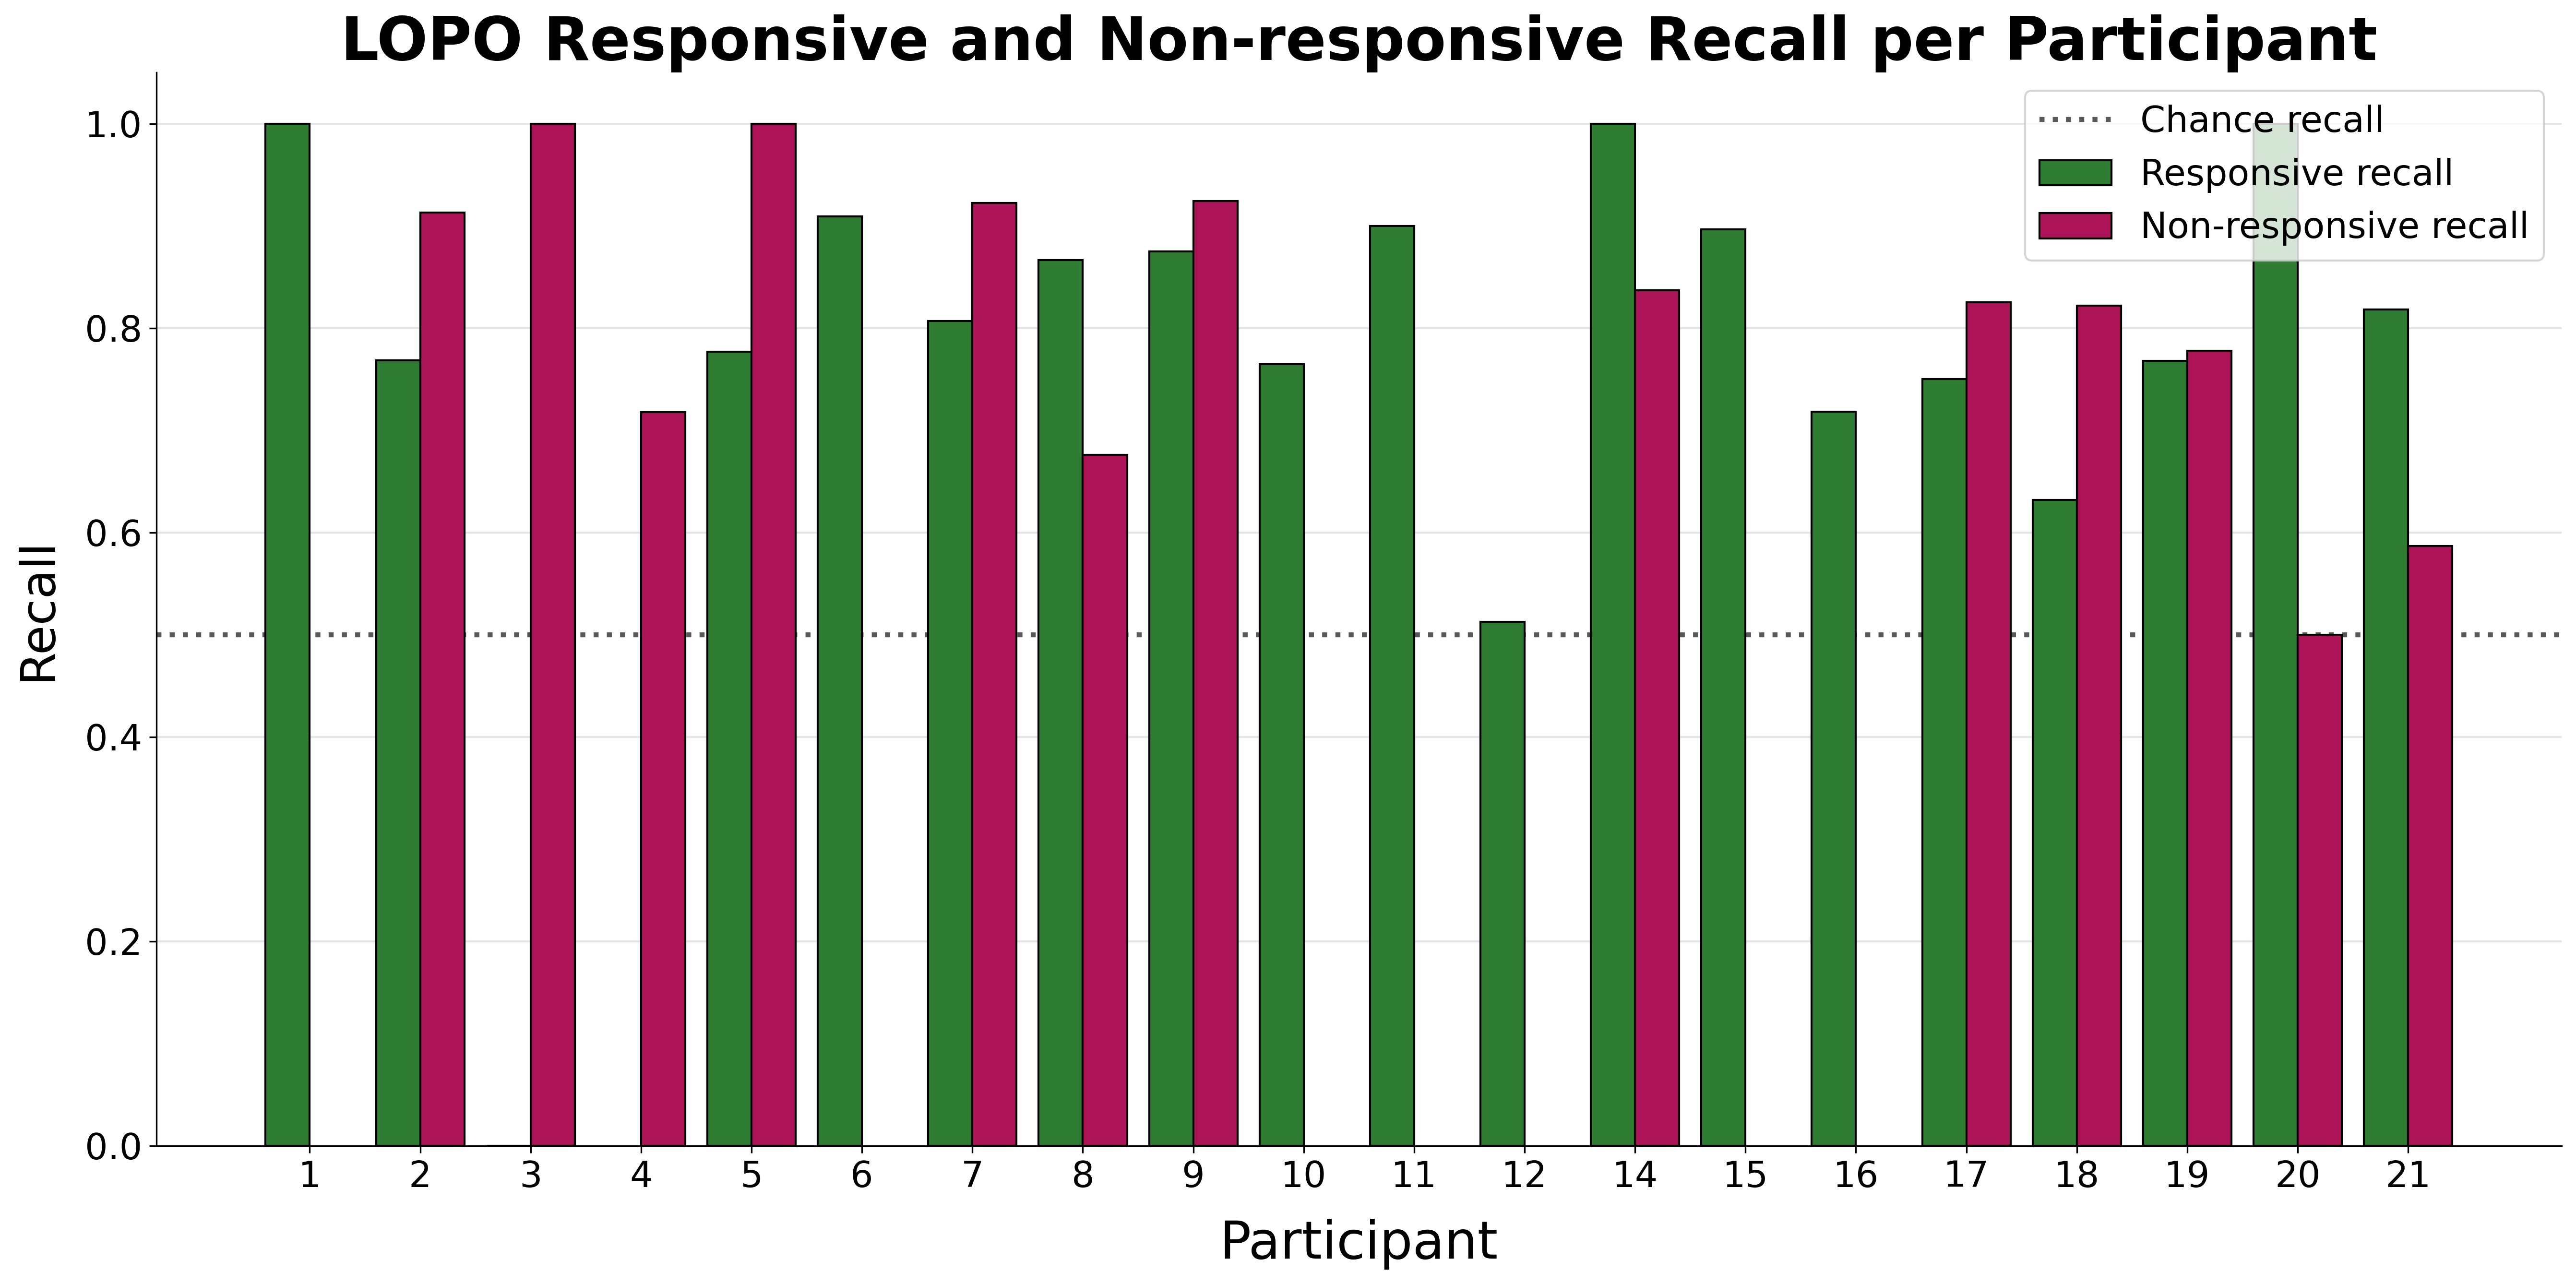 LOPO Responsive and Non-responsive Recall per Participant
Chance recall
Responsive recall
Non-responsive recall
1.0
0.8
0.6
0.4
0.2
0.0
Recall
1 2 3 4 5 6 7 8 9 10 11 12 14 15 16 17 18 19 20 21
Participant